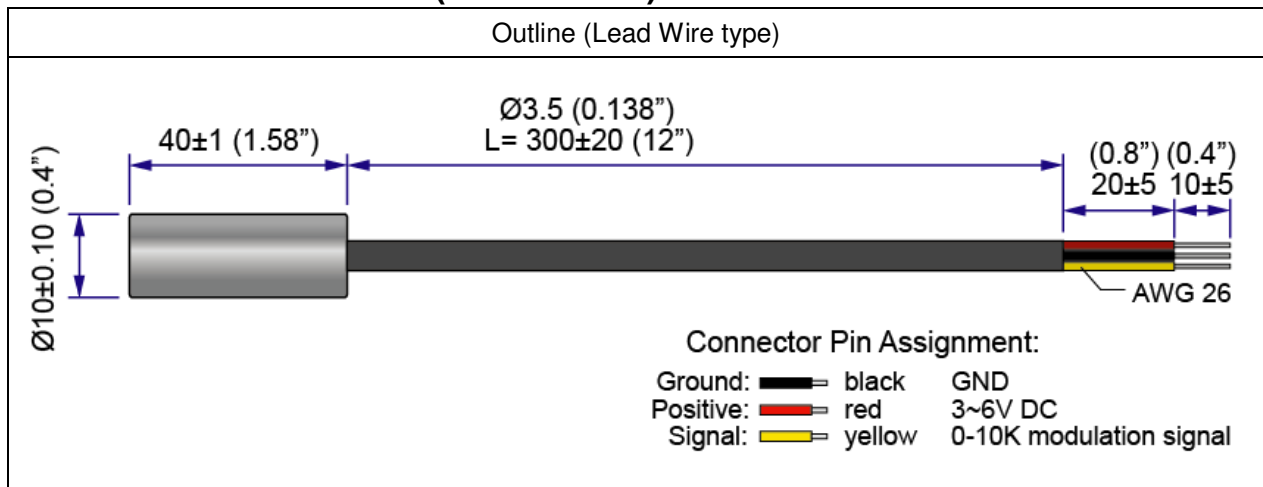 Outline (Lead Wire type)
Ø3.5 (0.138”)
40±1 (1.58”)
L= 300±20 (12”)
(0.8”) (0.4”)
20±5 10±5
Ø10±0.10 (0.4”)
AWG 26
Connector Pin Assignment:
Ground: black GND
Positive: red 3~6V DC
Signal: yellow 0-10K modulation signal